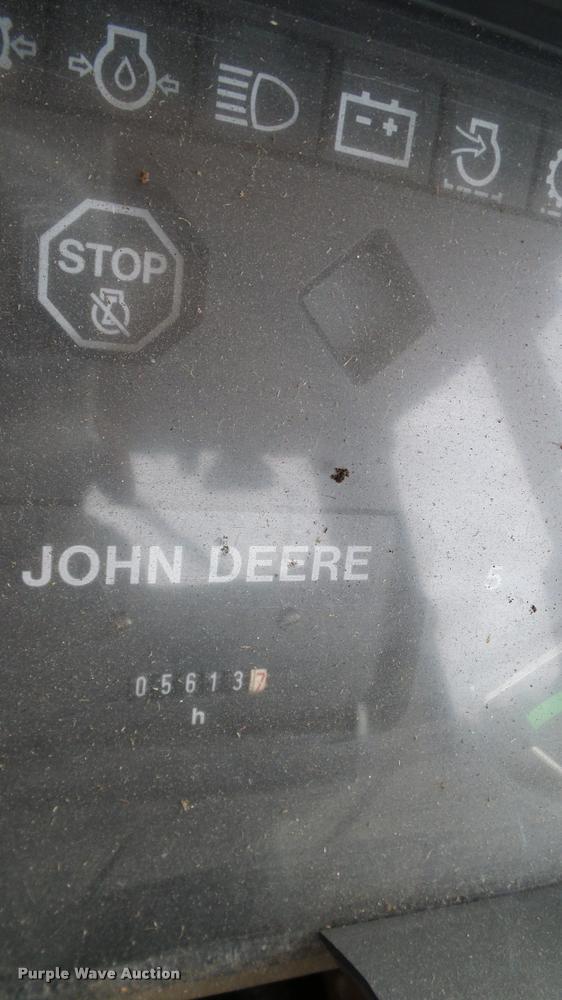 STOP
JOHN DEERE
5
056137
h
Purple Wave Auction